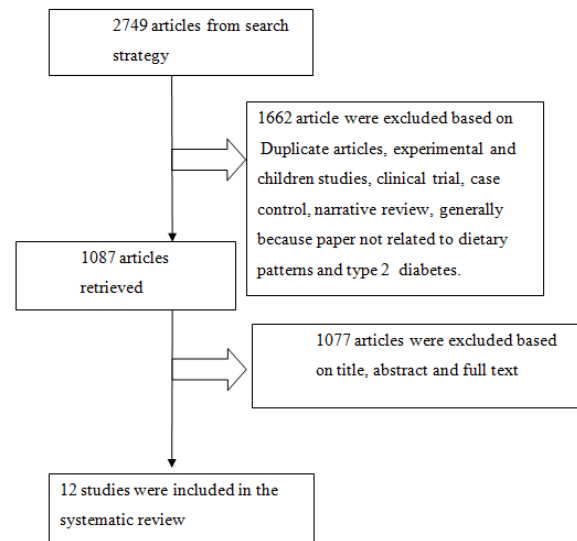 2749 articles from search
strategy
1662 article were excluded based on
Duplicate articles, experimental and
children studies, clinical trial, case
control, narrative review, generally
because paper not related to dietary
patterns and type 2 diabetes.
1087 articles
retrieved
1077 articles were excluded based
on title, abstract and full text
12 studies were included in the
systematic review